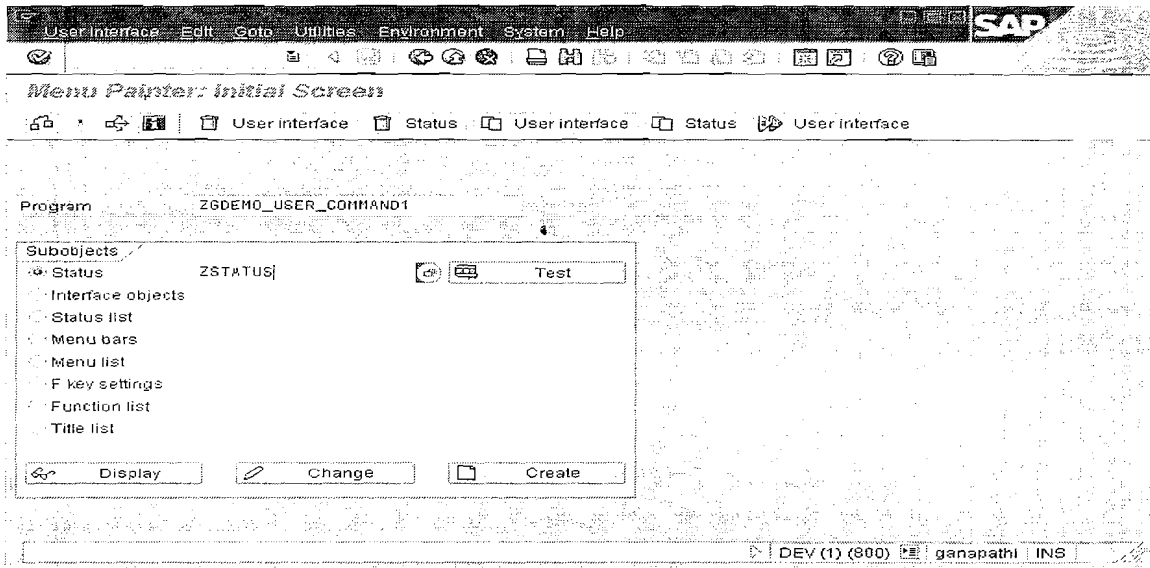 User Interface Edit Goto Utilities Environment System Help
SAP
Menu Painter: Initial Screen
User interface Status User interface Status User interface
Program ZGDEMO_USER_COMMAND1
Subobjects
Status ZSTATUS Test
Interface objects
Status list
Menu bars
Menu list
F key settings
Function list
Title list
Display Change Create
DEV (1) (800) ganapathi INS